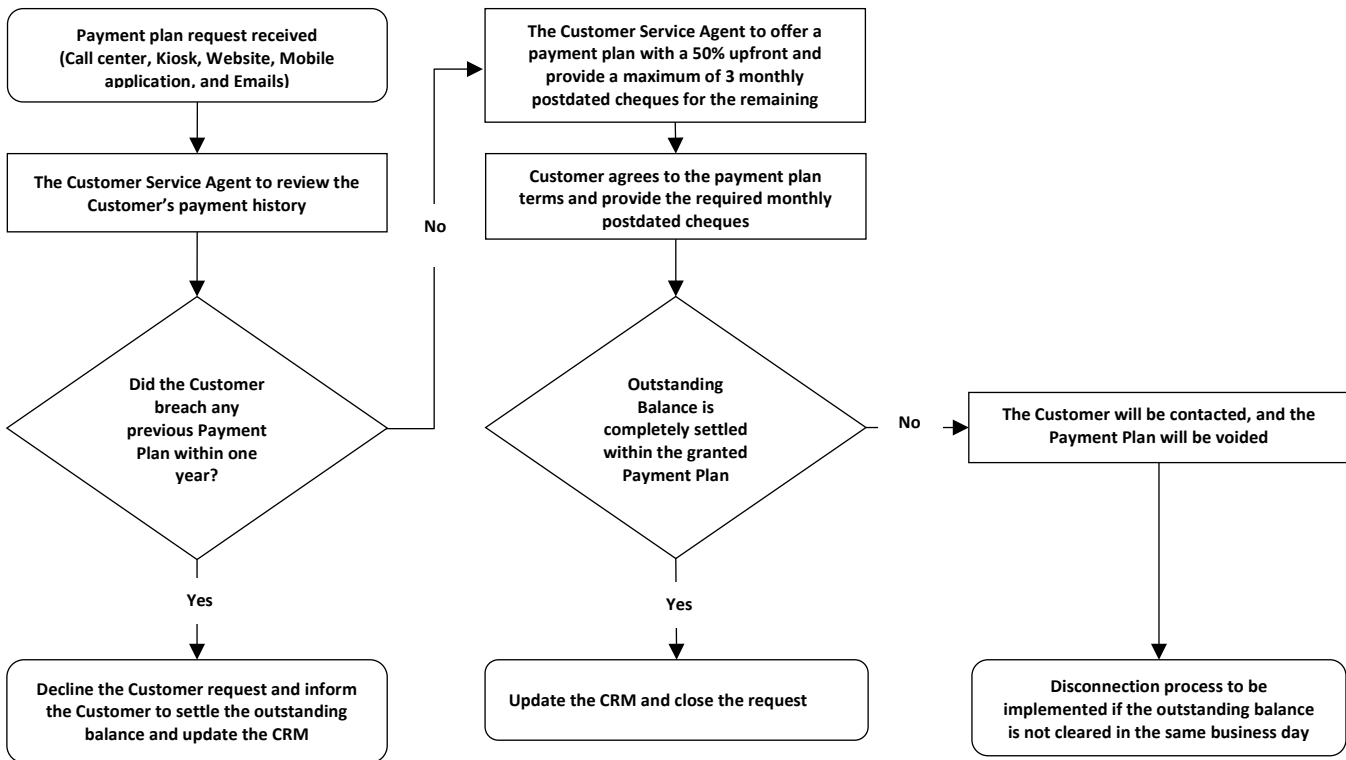 Payment plan request received
(Call center, Kiosk, Website, Mobile
application, and Emails)
The Customer Service Agent to review the
Customer's payment history
Did the Customer
breach any
previous Payment
Plan within one
year?
Yes
Decline the Customer request and inform
the Customer to settle the outstanding
balance and update the CRM
No
The Customer Service Agent to offer a
payment plan with a 50% upfront and
provide a maximum of 3 monthly
postdated cheques for the remaining
Customer agrees to the payment plan
terms and provide the required monthly
postdated cheques
Outstanding
Balance is
completely settled
within the granted
Payment Plan
Yes
Update the CRM and close the request
No
The Customer will be contacted, and the
Payment Plan will be voided
Disconnection process to be
implemented if the outstanding balance
is not cleared in the same business day